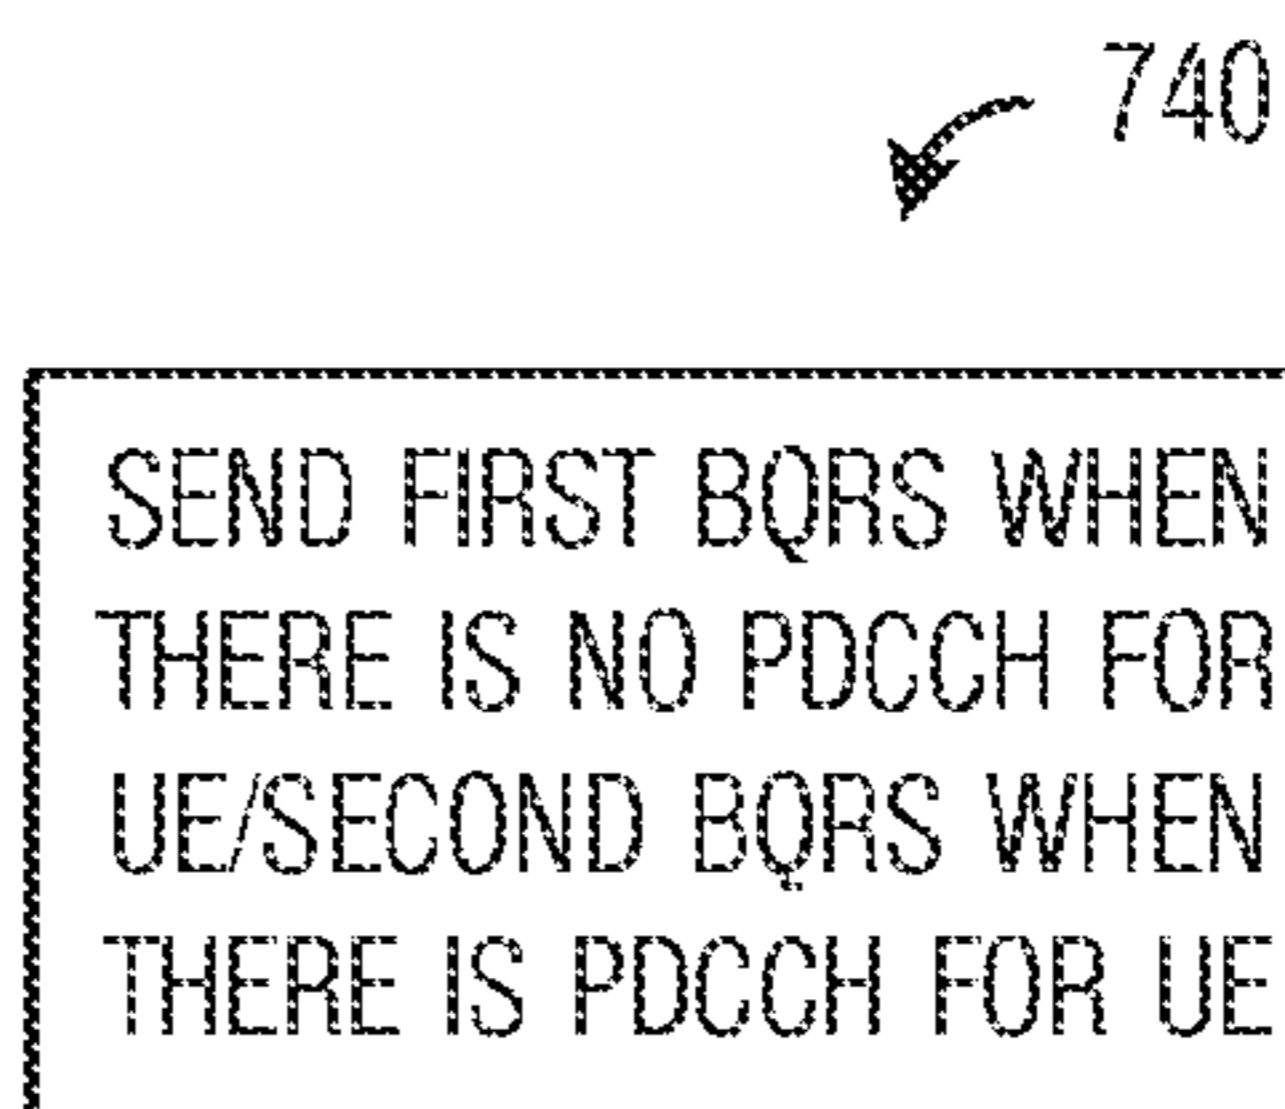 740
SEND FIRST BQRS WHEN
THERE IS NO PDCCH FOR
UE/SECOND BQRS WHEN
THERE IS PDCCH FOR UE